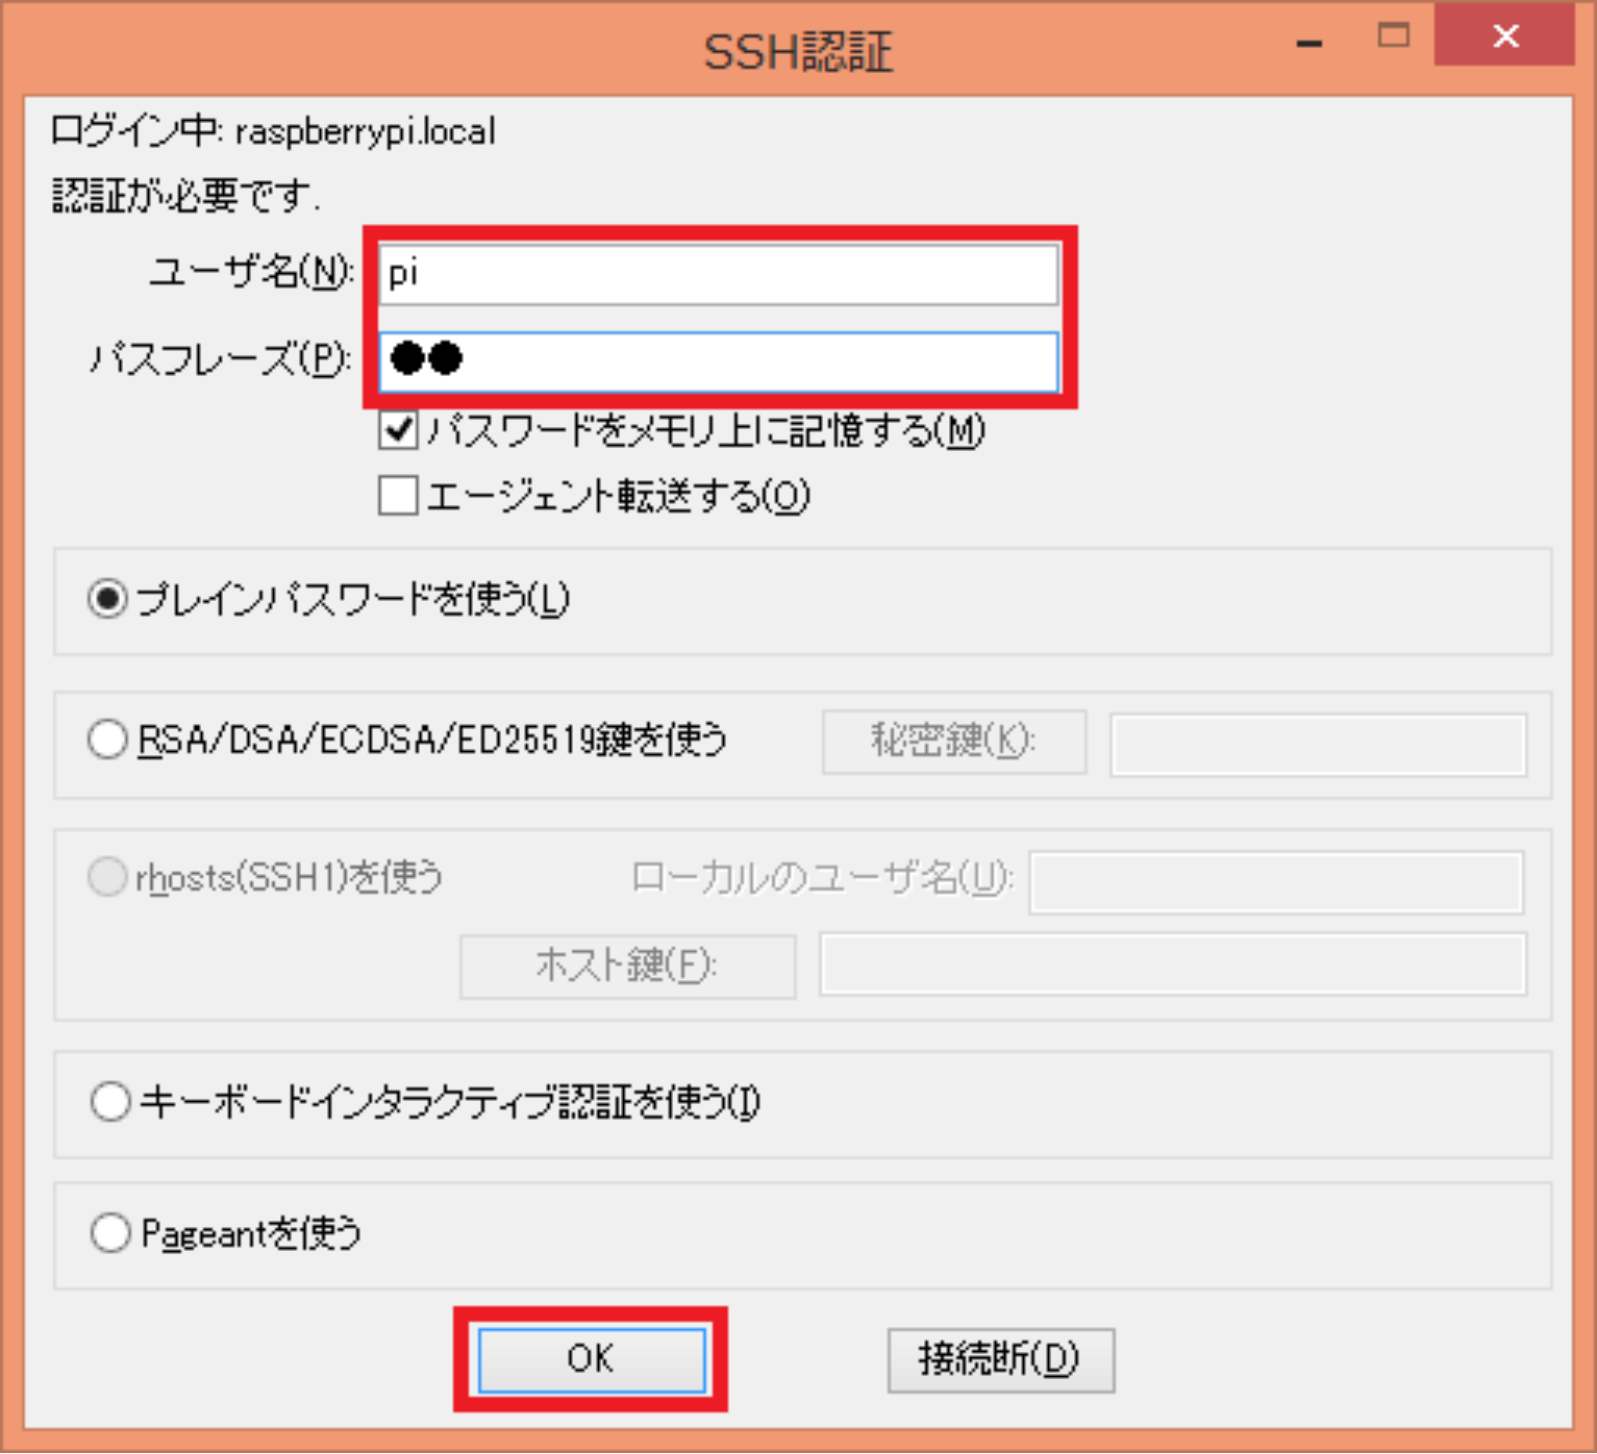 SSH認証
ログイン中: raspberrypi.local
認証が必要です.
ユーザ名(N): pi
パスフレーズ(P): ●●
パスワードをメモリ上に記憶する(M)
エージェント転送する(O)
プレインパスワードを使う(L)
RSA/DSA/ECDSA/ED25519鍵を使う 秘密鍵(K):
rhosts(SSH1)を使う ローカルのユーザ名(U):
ホスト鍵(F):
キーボードインタラクティブ認証を使う(I)
Pageantを使う
OK 接続断(D)